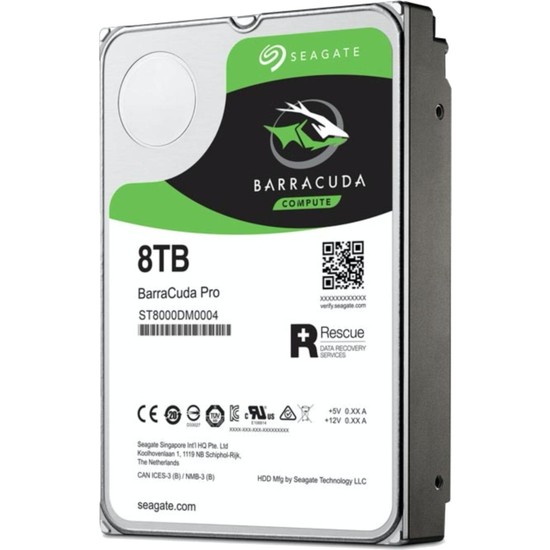 SEAGATE
BARRACUDA
COMPUTE
8TB
BarraCuda Pro
ST8000DM0004
XXXXXXXXXXXX
verify.seagate.com
R Rescue
DATA RECOVERY
SERVICES
+5V 0.XX A
+12V 0.XX A
Seagate Singapore Int'l HQ Pte. Ltd
Koolhovenlaan 1, 1119 NB Schiphol-Rijk,
The Netherlands
CAN ICES-3 (B) / NMB-3 (B)
HDD Mfg by Seagate Technology LLC
seagate.com